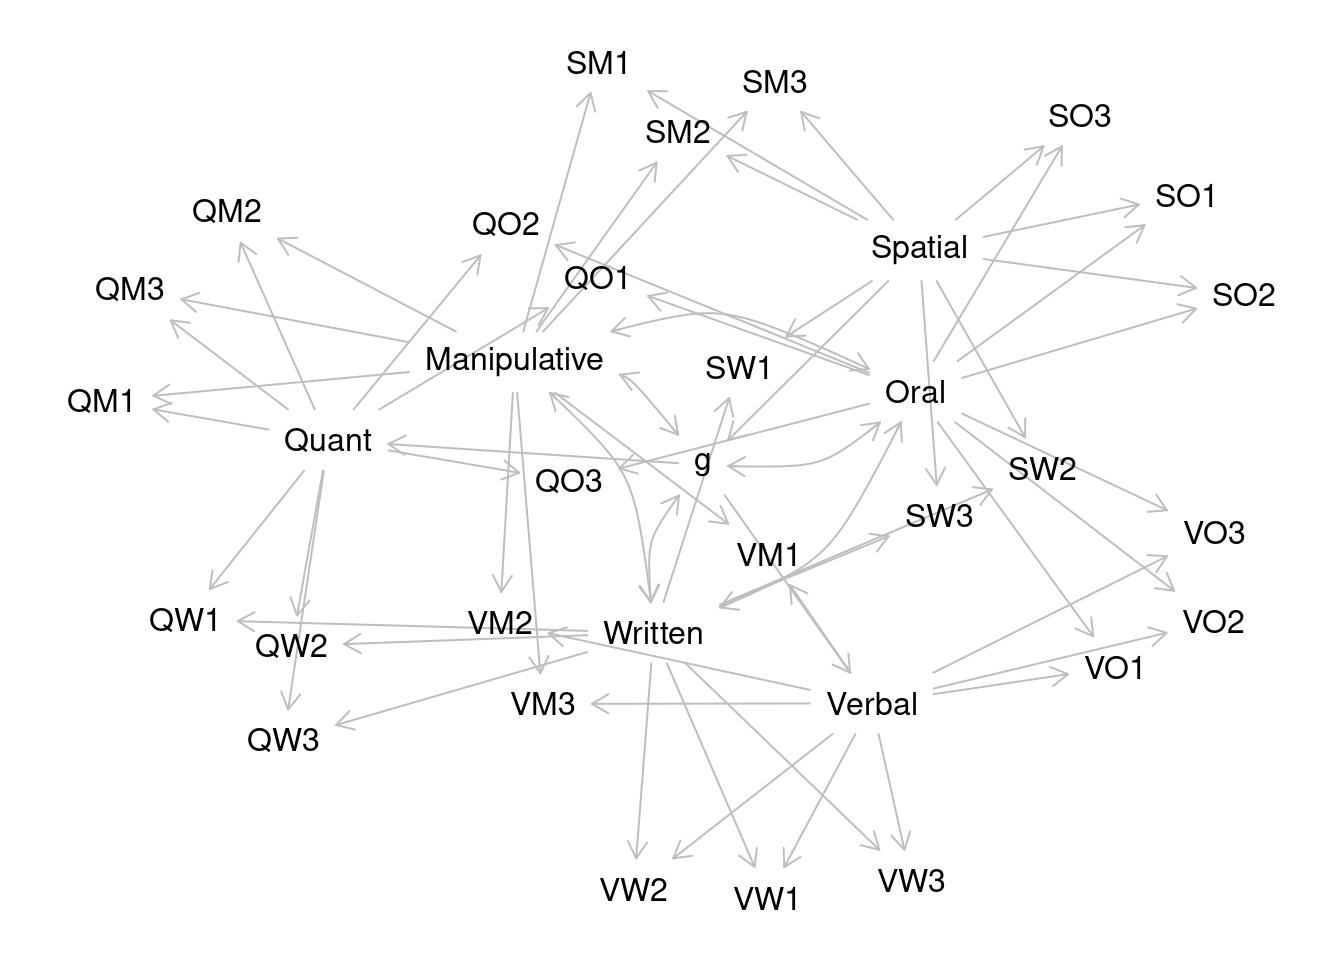 SM1
SM3
SO3
SM2
SO1
QM2
QO2
Spatial
QO1
QM3
SO2
Manipulative
SW1
Oral
QM1
Quant
g
SW2
QO3
SW3
VO3
VM1
QW1
VM2
VO2
Written
QW2
VO1
VM3
Verbal
QW3
VW3
VW2
VW1